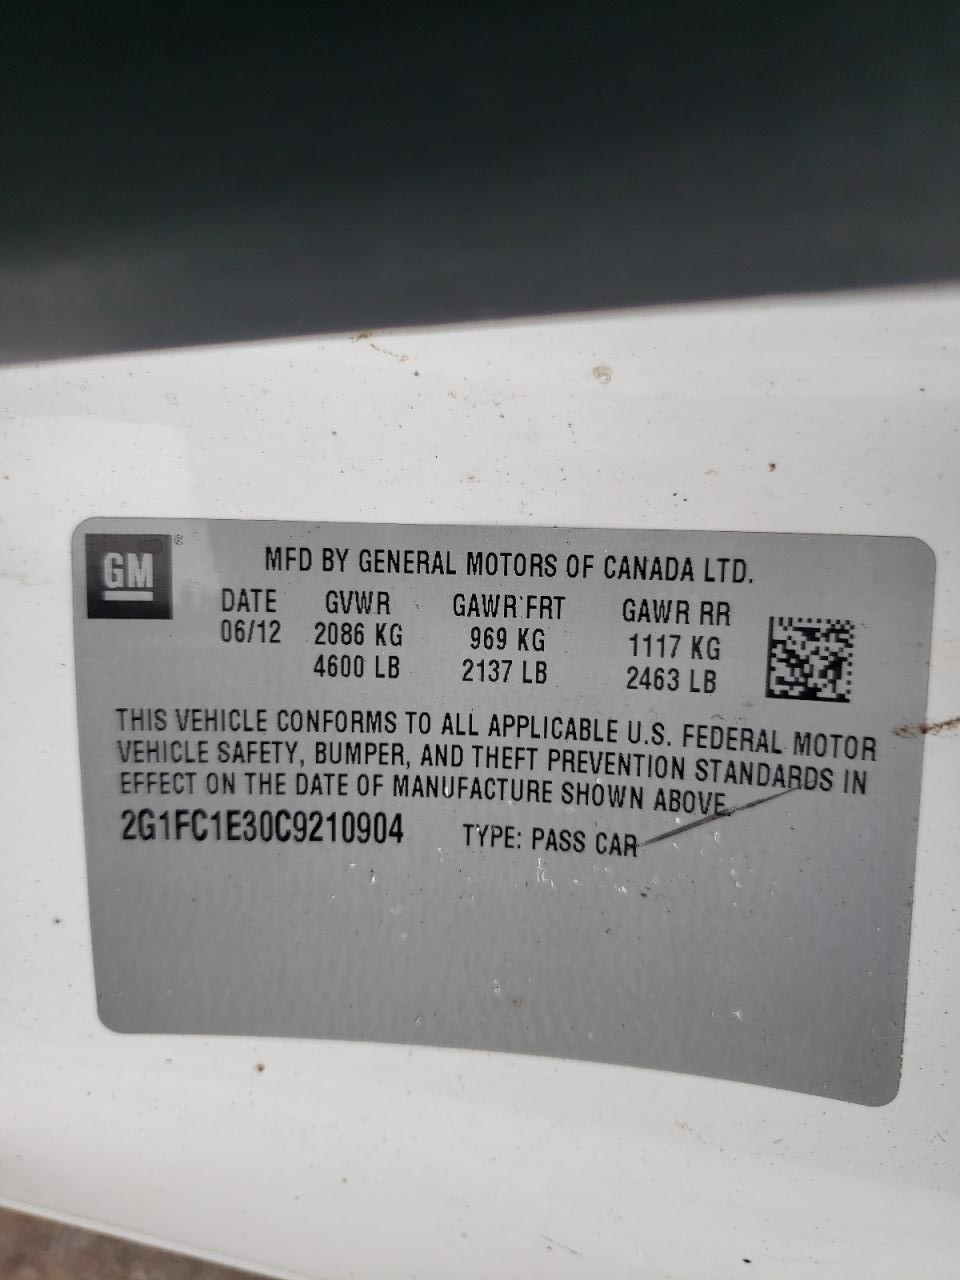 GM ®
MFD BY GENERAL MOTORS OF CANADA LTD.
DATE GVWR GAWR FRT GAWR RR
06/12 2086 KG 969 KG 1117 KG
4600 LB 2137 LB 2463 LB
THIS VEHICLE CONFORMS TO ALL APPLICABLE U.S. FEDERAL MOTOR
VEHICLE SAFETY, BUMPER, AND THEFT PREVENTION STANDARDS IN
EFFECT ON THE DATE OF MANUFACTURE SHOWN ABOVE.
2G1FC1E30C9210904 TYPE: PASS CAR